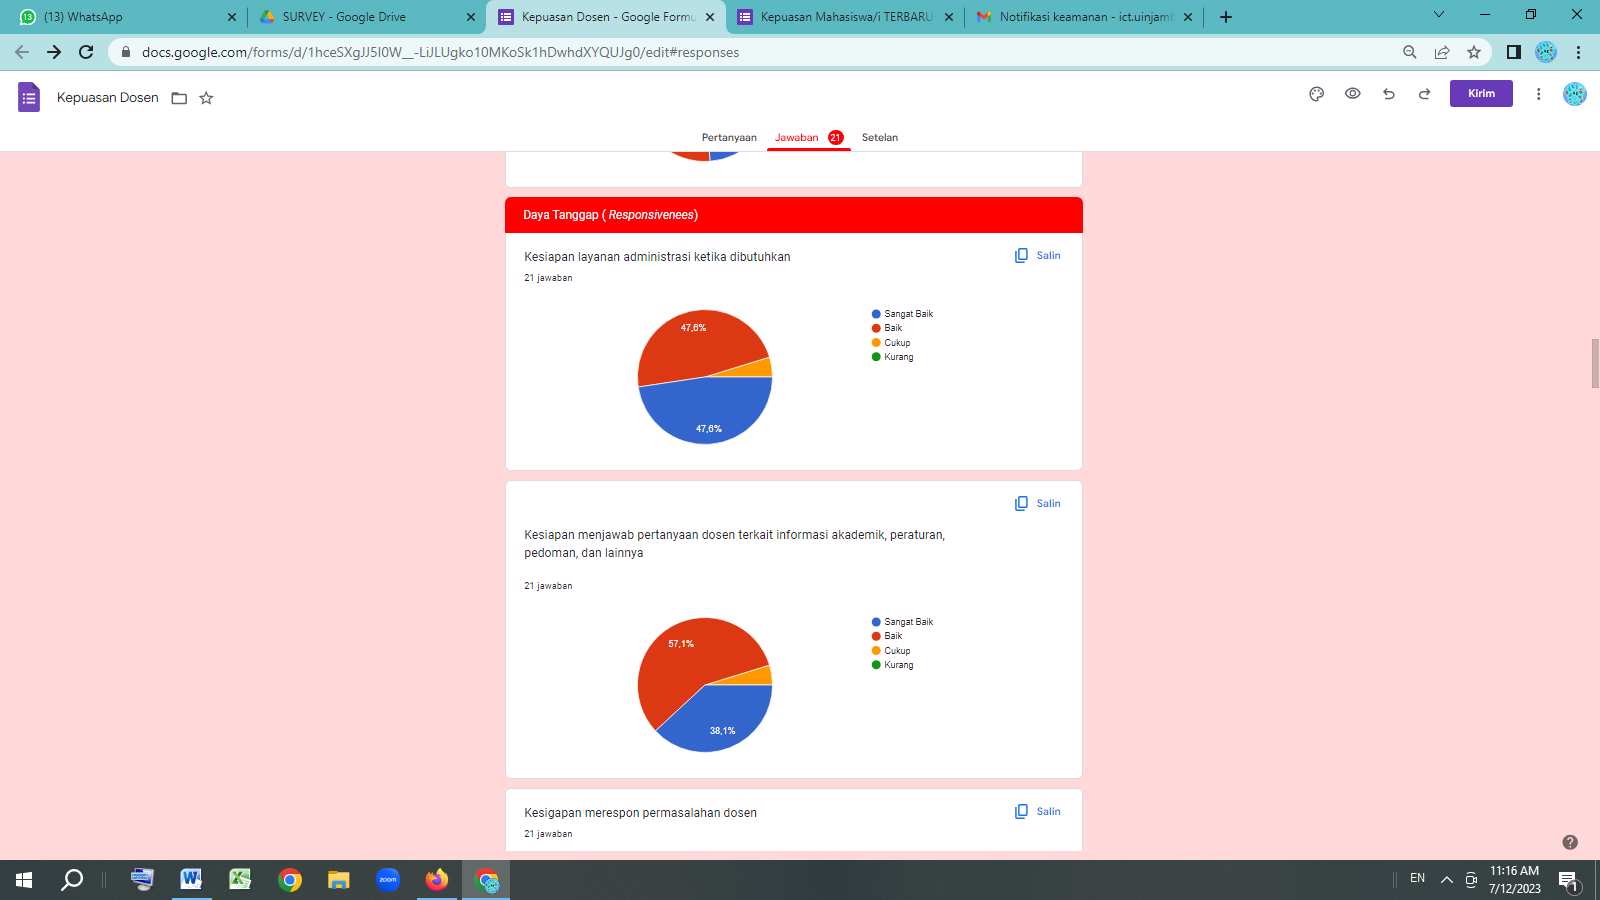 (13) WhatsApp
SURVEY - Google Drive
Kepuasan Dosen - Google Formu
Kepuasan Mahasiswa/i TERBARU
Notifikasi keamanan - ict.uinjamb
docs.google.com/forms/d/1hceSXgJJ5I0W__-LiJLUgko10MKoSk1hDwhdXYQUJg0/edit#responses
Kepuasan Dosen
Kirim
Pertanyaan
Jawaban 21
Setelan
Daya Tanggap ( Responsivenees)
Kesiapan layanan administrasi ketika dibutuhkan
Salin
21 jawaban
47,6%
47,6%
Sangat Baik
Baik
Cukup
Kurang
Salin
Kesiapan menjawab pertanyaan dosen terkait informasi akademik, peraturan,
pedoman, dan lainnya
21 jawaban
57,1%
38,1%
Sangat Baik
Baik
Cukup
Kurang
Kesigapan merespon permasalahan dosen
Salin
21 jawaban
zoom
EN
11:16 AM
7/12/2023
1